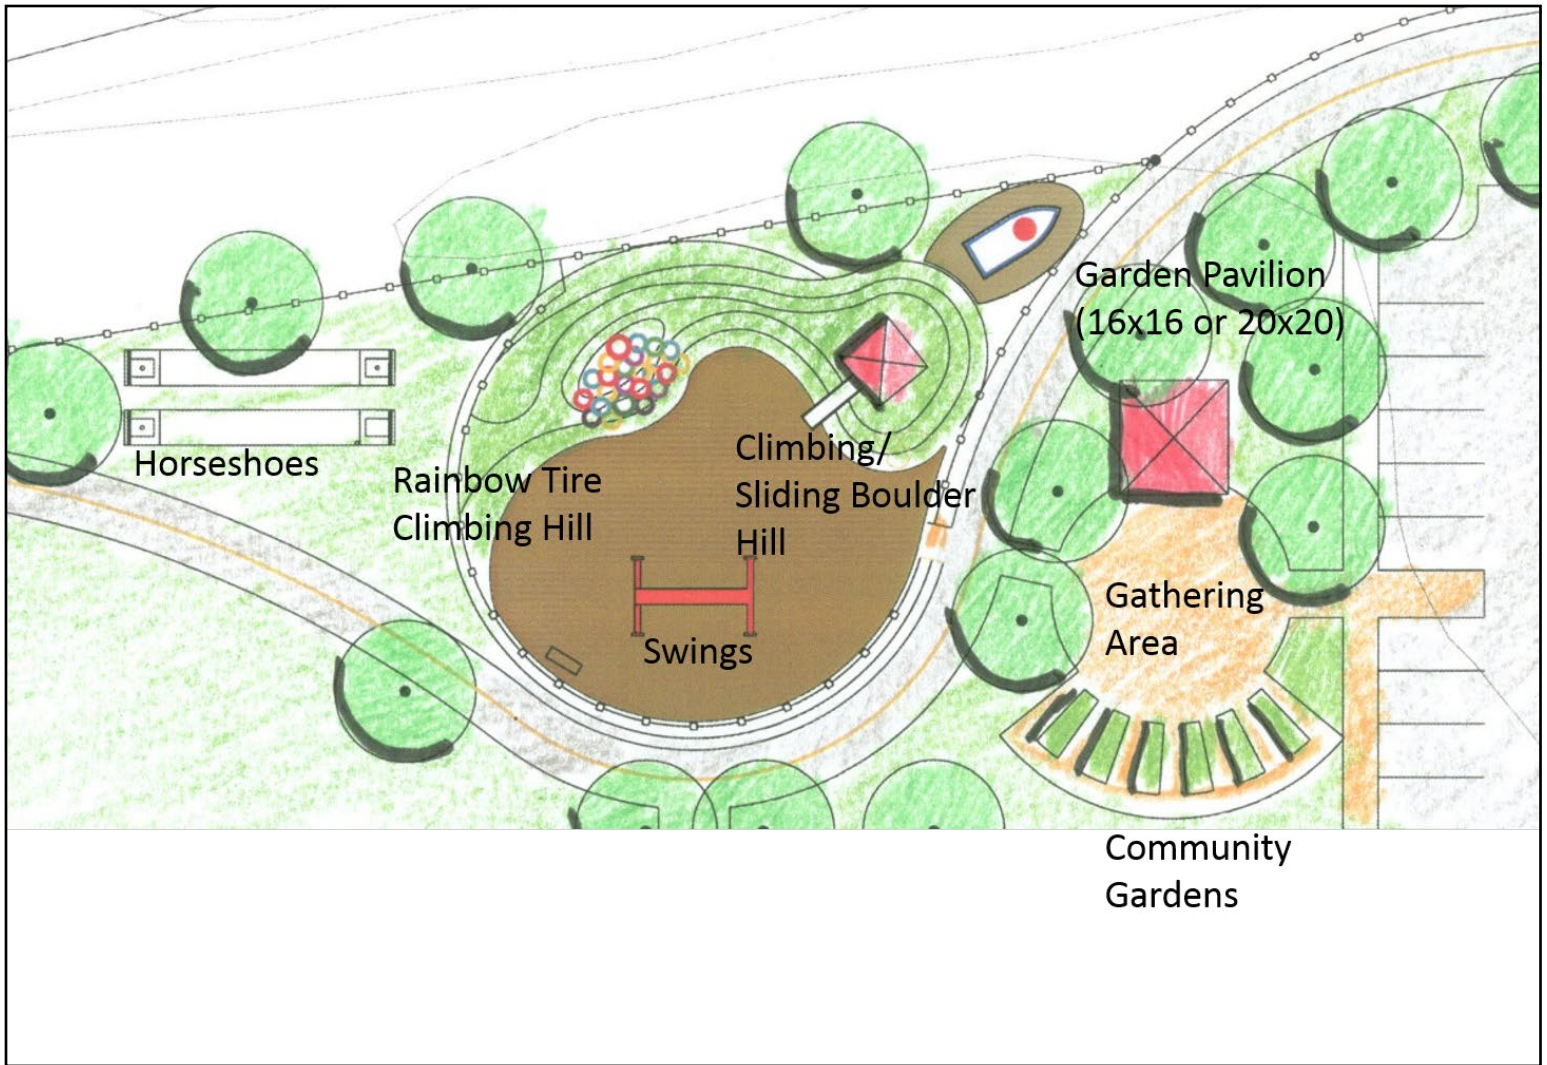 Garden Pavilion
(16x16 or 20x20)
Horseshoes
Rainbow Tire
Climbing Hill
Climbing/
Sliding Boulder
Hill
Swings
Gathering
Area
Community
Gardens